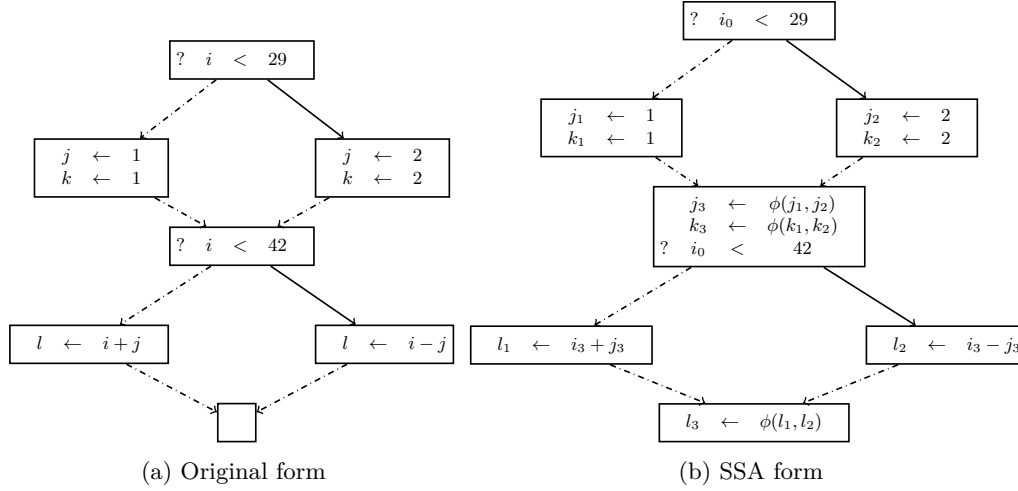 ? i < 29
j ← 1
k ← 1
j ← 2
k ← 2
? i < 42
l ← i + j
l ← i − j
(a) Original form
? i₀ < 29
j₁ ← 1
k₁ ← 1
j₂ ← 2
k₂ ← 2
j₃ ← ϕ(j₁, j₂)
k₃ ← ϕ(k₁, k₂)
? i₀ < 42
l₁ ← i₃ + j₃
l₂ ← i₃ − j₃
l₃ ← ϕ(l₁, l₂)
(b) SSA form